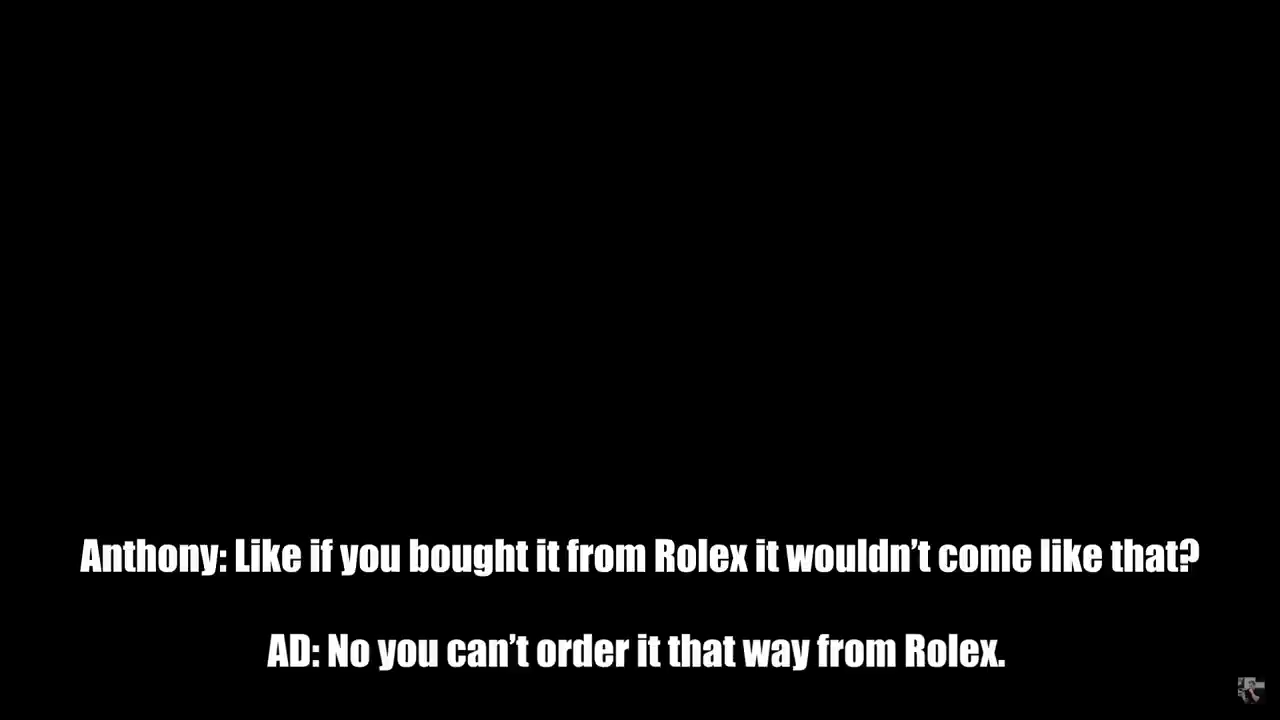 Anthony: Like if you bought it from Rolex it wouldn’t come like that?
AD: No you can’t order it that way from Rolex.